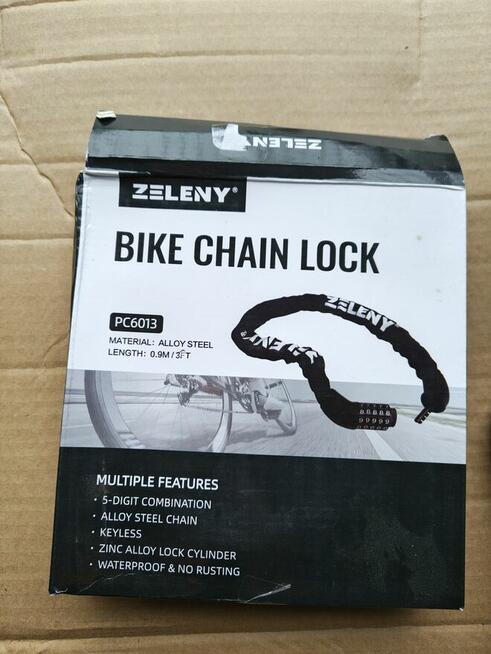 ZELENY
ZELENY®
BIKE CHAIN LOCK
PC6013
MATERIAL: ALLOY STEEL
LENGTH: 0.9M/3FT
ZELENY
ZELENY
MULTIPLE FEATURES
• 5-DIGIT COMBINATION
• ALLOY STEEL CHAIN
• KEYLESS
• ZINC ALLOY LOCK CYLINDER
• WATERPROOF & NO RUSTING